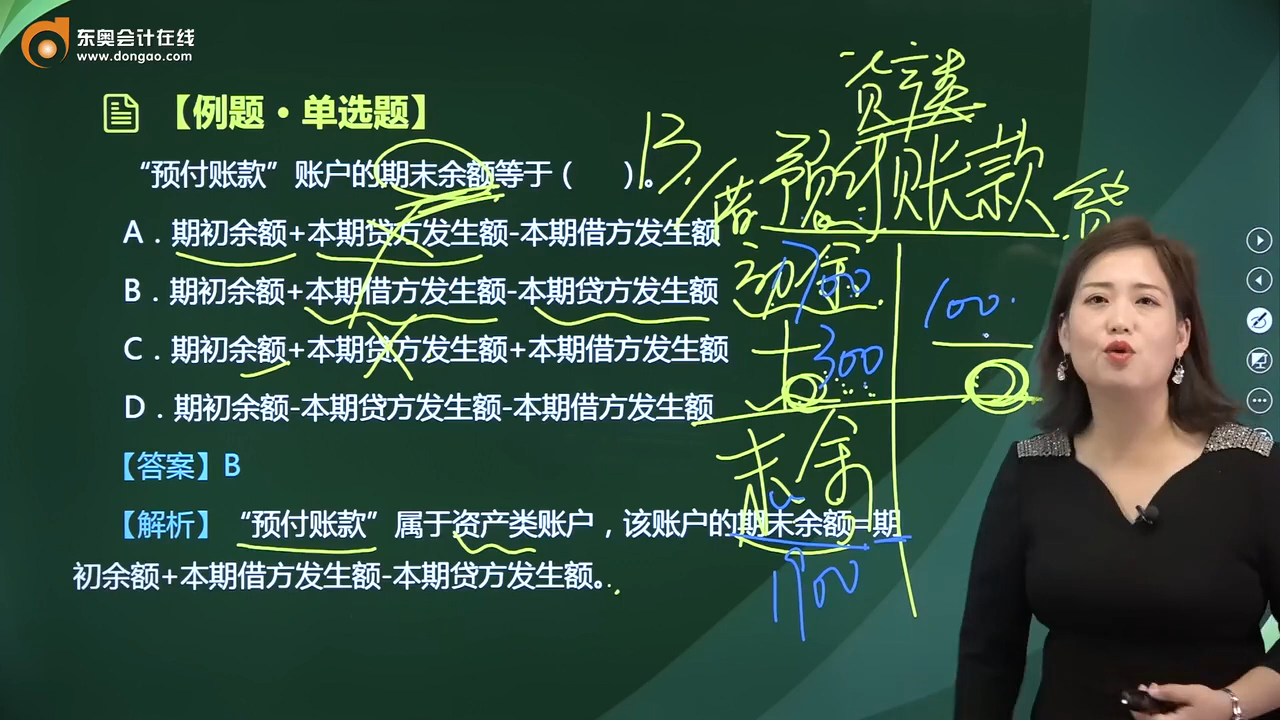 东奥会计在线
www.dongao.com
【例题·单选题】
“预付账款”账户的期末余额等于（　　）。
A．期初余额+本期贷方发生额-本期借方发生额
B．期初余额+本期借方发生额-本期贷方发生额
C．期初余额+本期贷方发生额+本期借方发生额
D．期初余额-本期贷方发生额-本期借方发生额
【答案】B
【解析】“预付账款”属于资产类账户，该账户的期末余额=期
初余额+本期借方发生额-本期贷方发生额。
资产类
B
借 预付账款 贷
初余
100
+ 300
末余